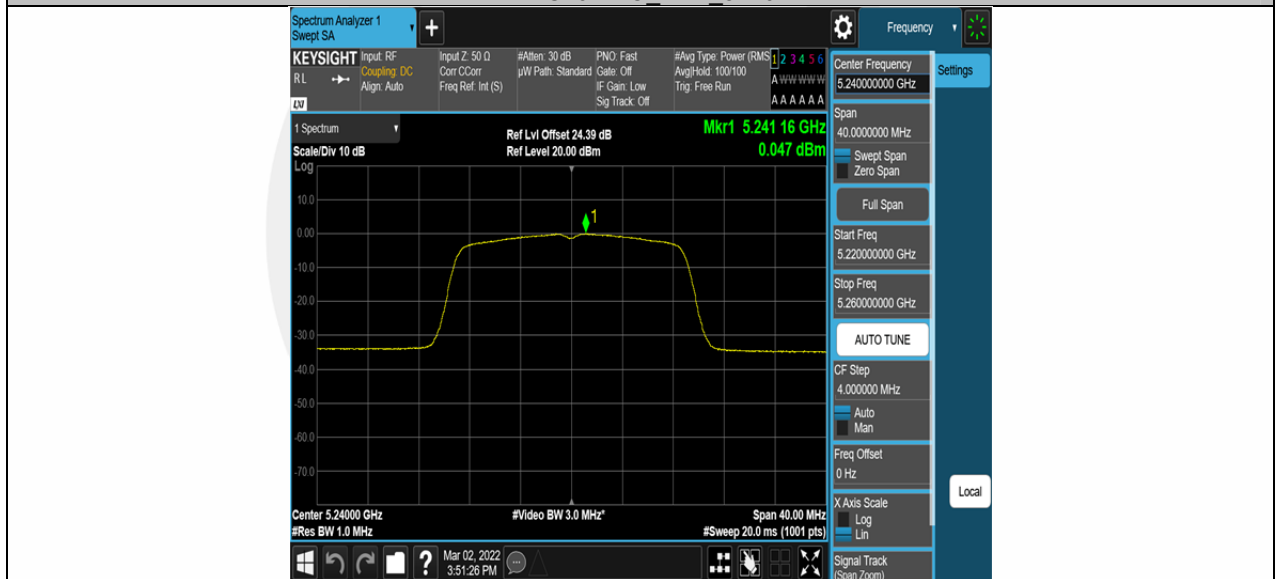 Spectrum Analyzer 1
Swept SA
+
Frequency
KEYSIGHT
RL
LXI
Input: RF
Coupling: DC
Align: Auto
Input Z: 50 Ω
Corr CCorr
Freq Ref: Int (S)
#Atten: 30 dB
µW Path: Standard
PNO: Fast
Gate: Off
IF Gain: Low
Sig Track: Off
#Avg Type: Power (RMS
Avg|Hold: 100/100
Trig: Free Run
1 2 3 4 5 6
A W W W W W
A A A A A A
1 Spectrum
Scale/Div 10 dB
Log
Ref Lvl Offset 24.39 dB
Ref Level 20.00 dBm
Mkr1 5.241 16 GHz
0.047 dBm
1
10.0
0.00
-10.0
-20.0
-30.0
-40.0
-50.0
-60.0
-70.0
Center 5.24000 GHz
#Res BW 1.0 MHz
#Video BW 3.0 MHz*
Span 40.00 MHz
#Sweep 20.0 ms (1001 pts)
?
Mar 02, 2022
3:51:26 PM
Center Frequency
5.240000000 GHz
Span
40.0000000 MHz
Swept Span
Zero Span
Full Span
Start Freq
5.220000000 GHz
Stop Freq
5.260000000 GHz
AUTO TUNE
CF Step
4.000000 MHz
Auto
Man
Freq Offset
0 Hz
X Axis Scale
Log
Lin
Signal Track
(Span Zoom)
Settings
Local